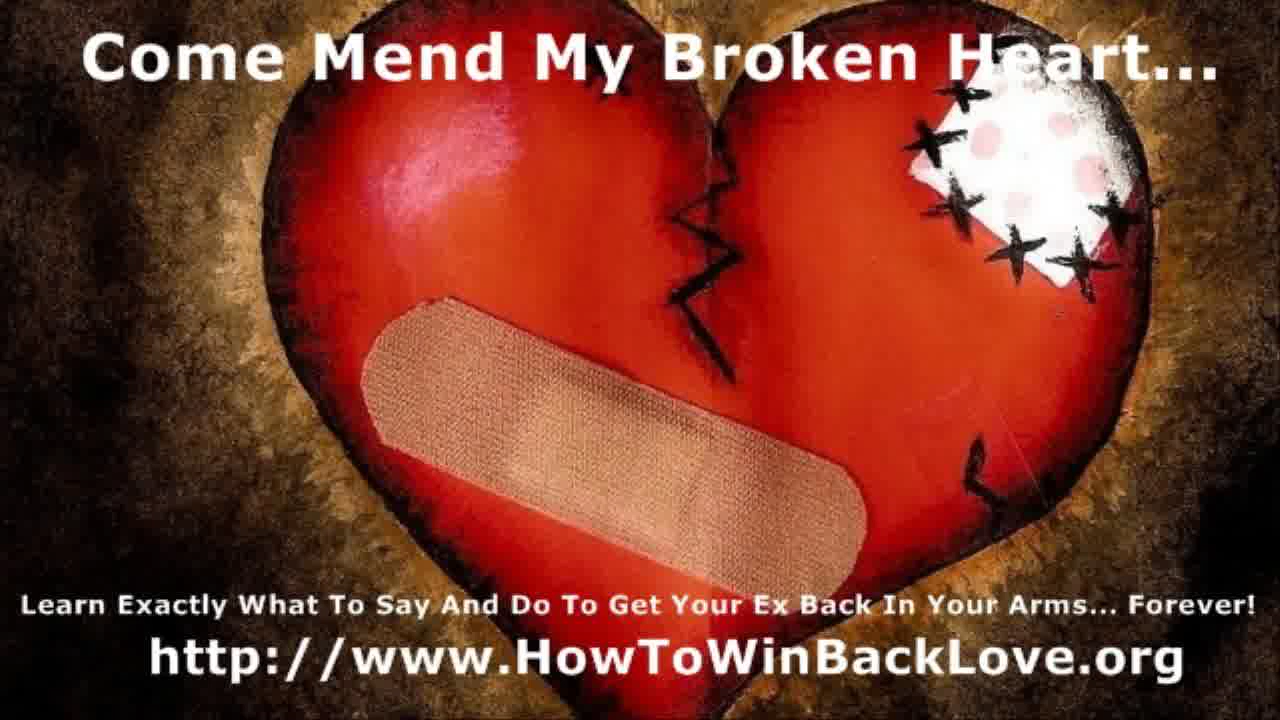 Come Mend My Broken Heart...
Learn Exactly What To Say And Do To Get Your Ex Back In Your Arms... Forever!
http://www.HowToWinBackLove.org